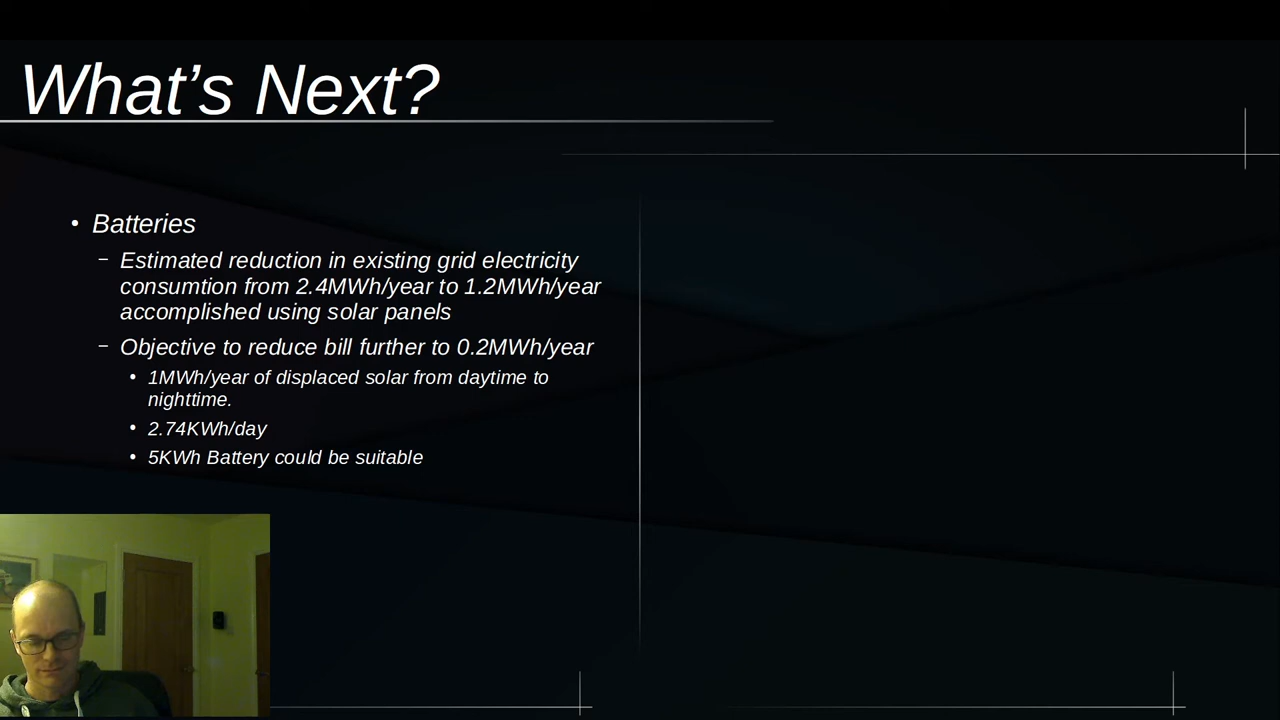 What’s Next?
• Batteries
– Estimated reduction in existing grid electricity
consumtion from 2.4MWh/year to 1.2MWh/year
accomplished using solar panels
– Objective to reduce bill further to 0.2MWh/year
• 1MWh/year of displaced solar from daytime to
nighttime.
• 2.74KWh/day
• 5KWh Battery could be suitable